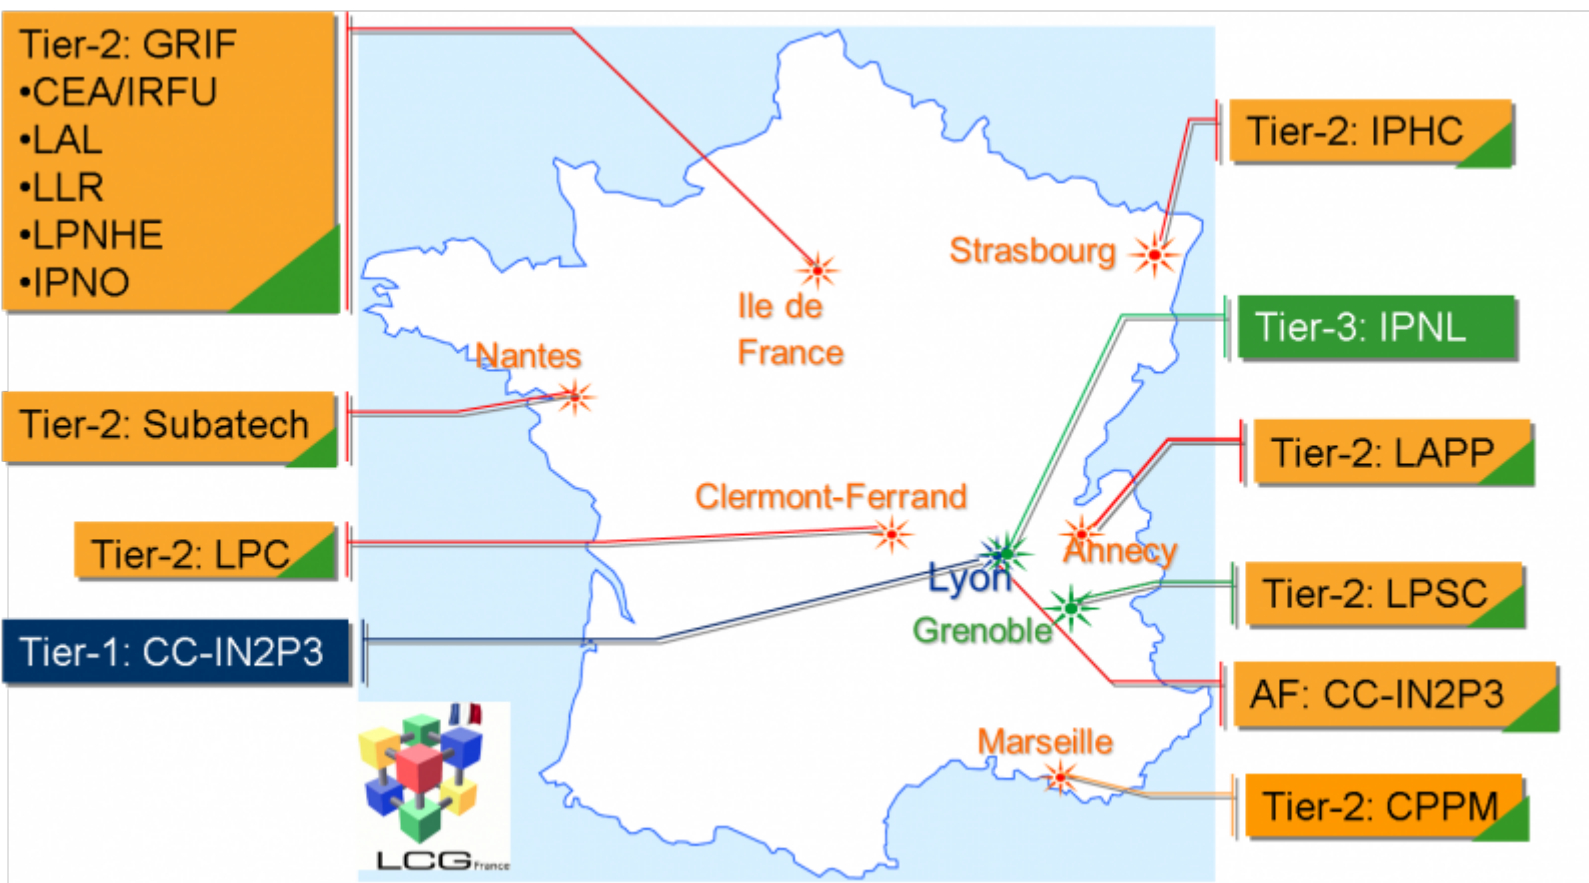 Tier-2: GRIF
•CEA/IRFU
•LAL
•LLR
•LPNHE
•IPNO
Tier-2: IPHC
Strasbourg
Ile de
France
Tier-3: IPNL
Nantes
Tier-2: Subatech
Tier-2: LAPP
Clermont-Ferrand
Annecy
Tier-2: LPC
Lyon
Tier-2: LPSC
Grenoble
Tier-1: CC-IN2P3
AF: CC-IN2P3
Marseille
Tier-2: CPPM
LCG France